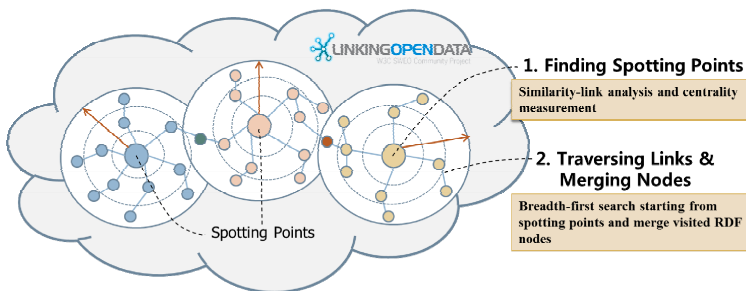 LINKINGOPENDATA
W3C SWEO Community Project
1. Finding Spotting Points
Similarity-link analysis and centrality
measurement
2. Traversing Links &
Merging Nodes
Breadth-first search starting from
spotting points and merge visited RDF
nodes
Spotting Points